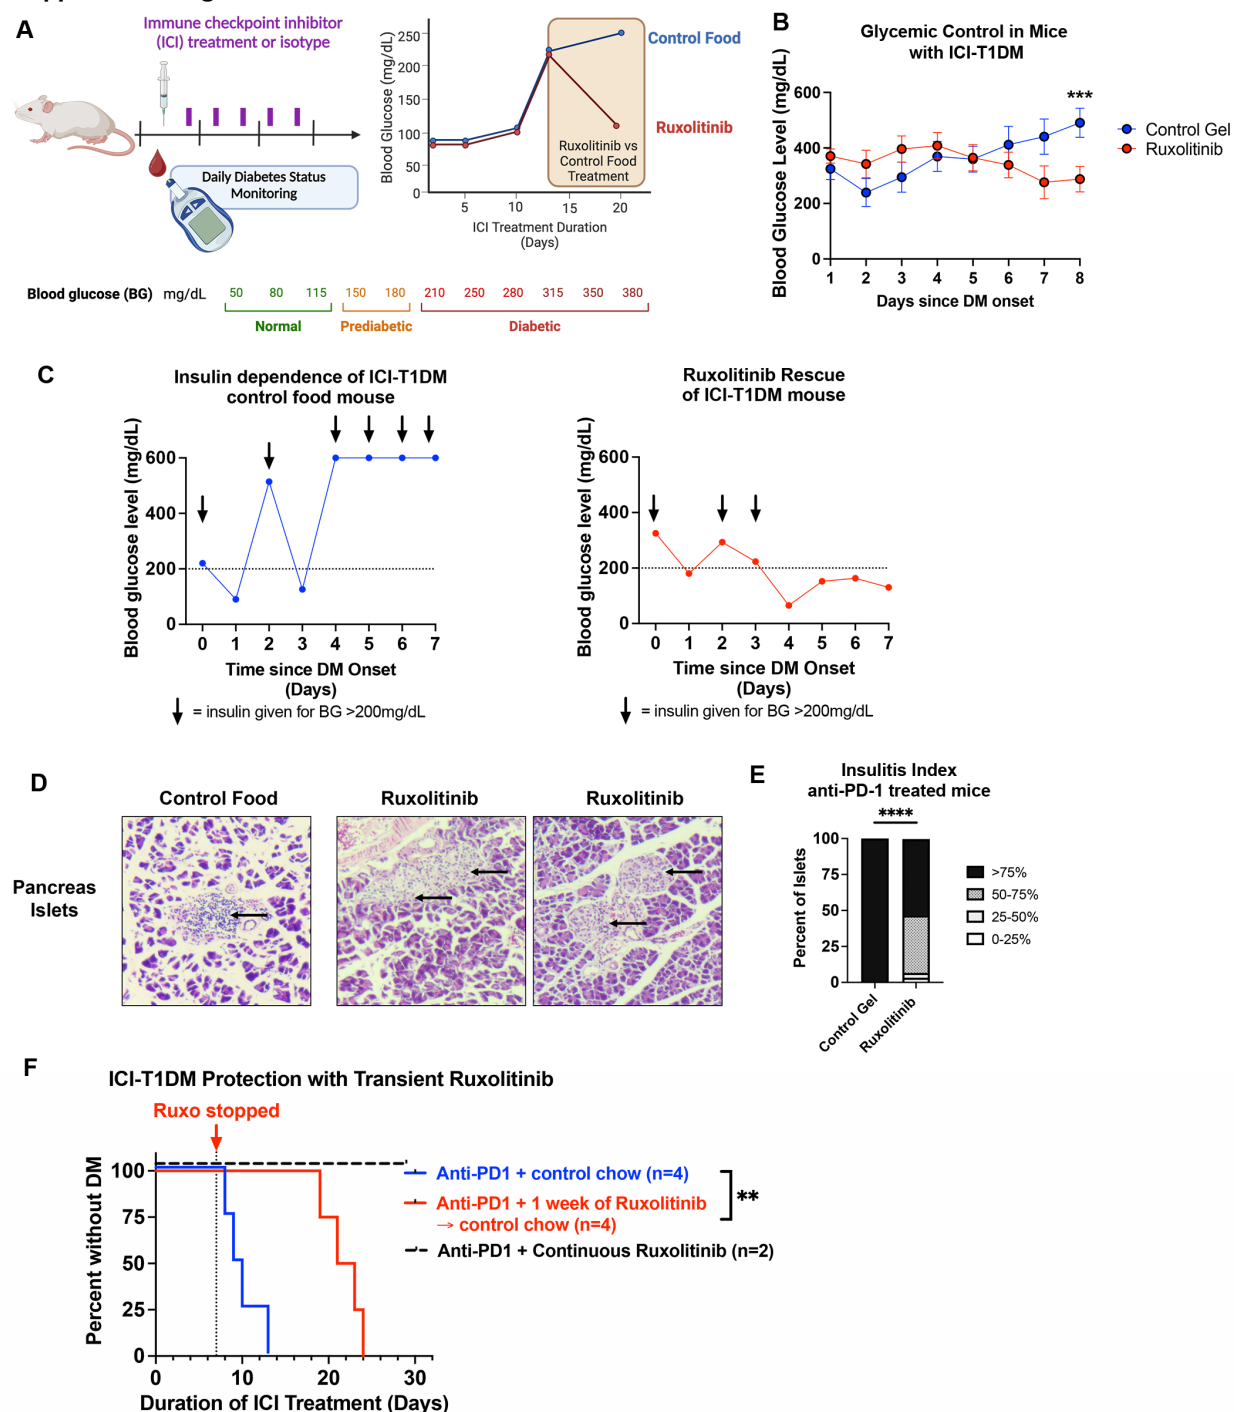 A
Immune checkpoint inhibitor
(ICI) treatment or isotype
Daily Diabetes Status
Monitoring
Blood Glucose (mg/dL)
250
200
150
100
50
0
5 10 15 20
ICI Treatment Duration
(Days)
Control Food
Ruxolitinib
Ruxolitinib vs
Control Food
Treatment
Blood glucose (BG) mg/dL 50 80 115 150 180 210 250 280 315 350 380
Normal Prediabetic Diabetic
B
Glycemic Control in Mice
with ICI-T1DM
Blood Glucose Level (mg/dL)
600
400
200
0
1 2 3 4 5 6 7 8
Days since DM onset
***
Control Gel
Ruxolitinib
C
Insulin dependence of ICI-T1DM
control food mouse
Blood glucose level (mg/dL)
600
400
200
0
0 1 2 3 4 5 6 7
Time since DM Onset
(Days)
= insulin given for BG >200mg/dL
Ruxolitinib Rescue
of ICI-T1DM mouse
Blood glucose level (mg/dL)
600
400
200
0
0 1 2 3 4 5 6 7
Time since DM Onset
(Days)
= insulin given for BG >200mg/dL
D
Control Food Ruxolitinib Ruxolitinib
Pancreas
Islets
E
Insulitis Index
anti-PD-1 treated mice
****
Percent of Islets
100
75
50
25
0
Control Gel
Ruxolitinib
>75%
50-75%
25-50%
0-25%
F
ICI-T1DM Protection with Transient Ruxolitinib
Ruxo stopped
Percent without DM
100
75
50
25
0
0 10 20 30
Duration of ICI Treatment (Days)
Anti-PD1 + control chow (n=4)
Anti-PD1 + 1 week of Ruxolitinib
→ control chow (n=4)
**
Anti-PD1 + Continuous Ruxolitinib (n=2)